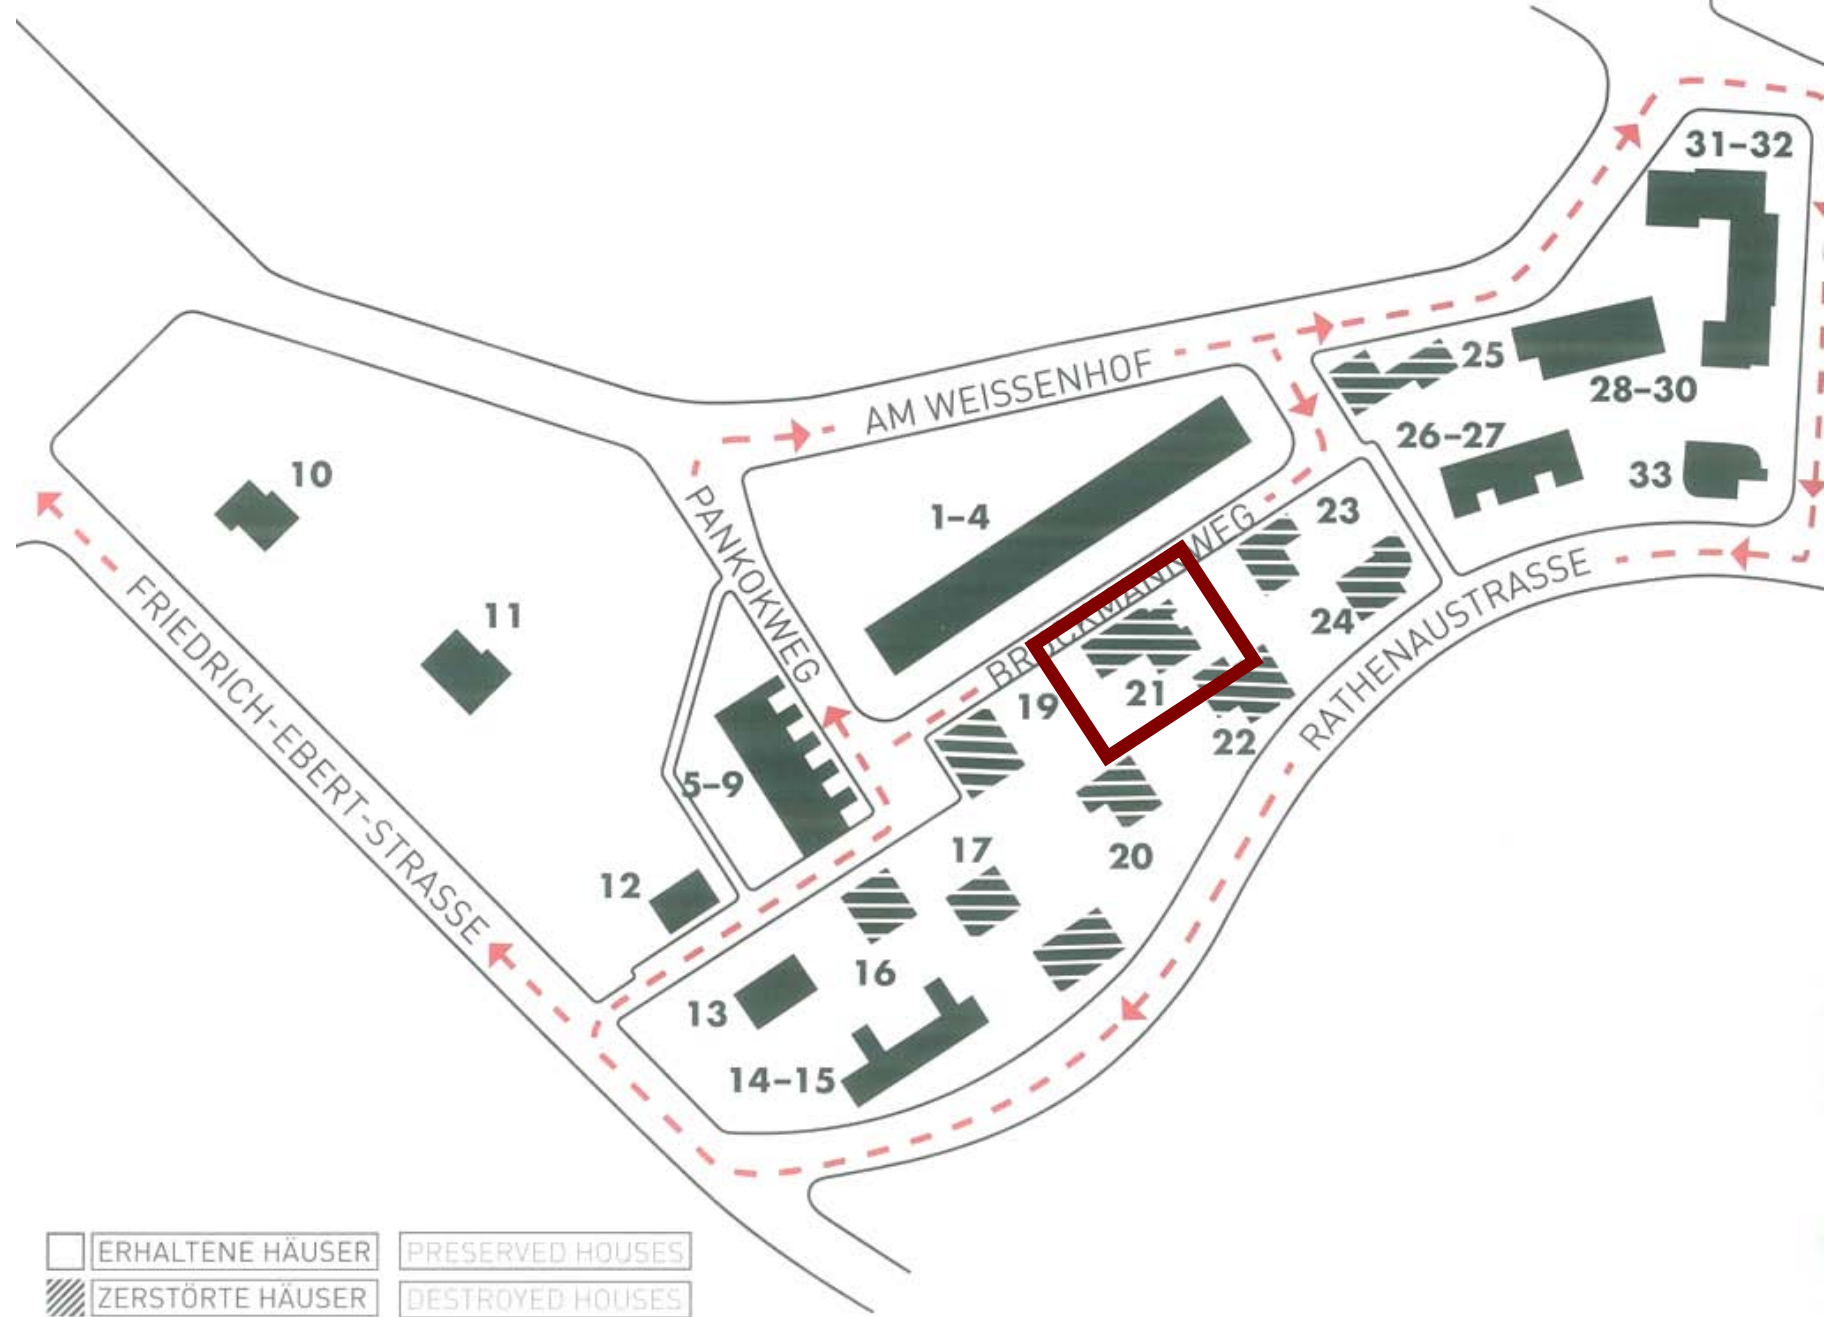 31–32
25
28–30
AM WEISSENHOF
26–27
10
33
1–4
23
PANKOKWEG
BRUCKMANNWEG
RATHENAUSTRASSE
24
FRIEDRICH-EBERT-STRASSE
11
19
21
22
5–9
17
20
12
16
13
14–15
ERHALTENE HÄUSER PRESERVED HOUSES
ZERSTÖRTE HÄUSER DESTROYED HOUSES